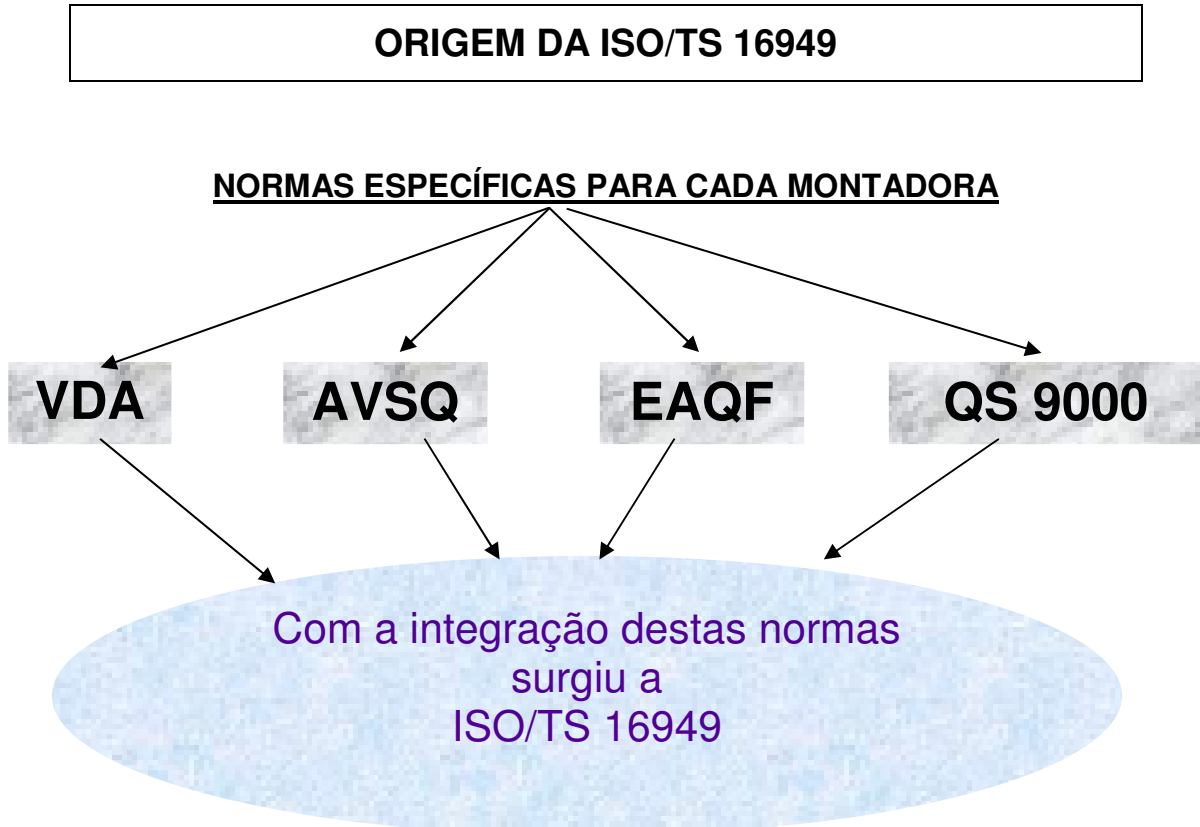 ORIGEM DA ISO/TS 16949
NORMAS ESPECÍFICAS PARA CADA MONTADORA
VDA
AVSQ
EAQF
QS 9000
Com a integração destas normas
surgiu a
ISO/TS 16949